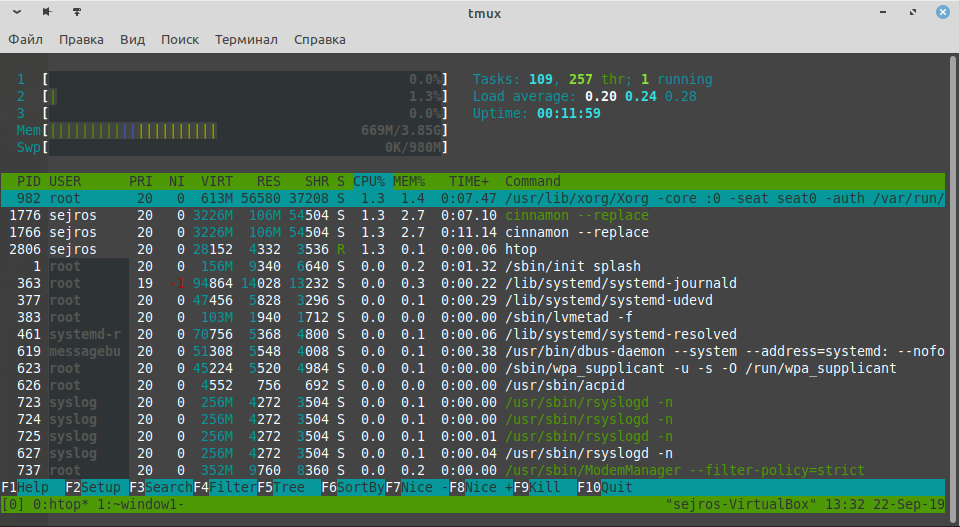 tmux
Файл Правка Вид Поиск Терминал Справка
1 [ 0.0%] Tasks: 109, 257 thr; 1 running
2 [| 1.3%] Load average: 0.20 0.24 0.28
3 [ 0.0%] Uptime: 00:11:59
Mem[|||||||||||||||||||| 669M/3.85G]
Swp[ 0K/980M]
PID USER PRI NI VIRT RES SHR S CPU% MEM% TIME+ Command
982 root 20 0 613M 56580 37208 S 1.3 1.4 0:07.47 /usr/lib/xorg/Xorg -core :0 -seat seat0 -auth /var/run/
1776 sejros 20 0 3226M 106M 54504 S 1.3 2.7 0:07.10 cinnamon --replace
1766 sejros 20 0 3226M 106M 54504 S 1.3 2.7 0:11.14 cinnamon --replace
2806 sejros 20 0 28152 4332 3536 R 1.3 0.1 0:00.06 htop
1 root 20 0 156M 9340 6640 S 0.0 0.2 0:01.32 /sbin/init splash
363 root 19 -1 94864 14028 13232 S 0.0 0.3 0:00.22 /lib/systemd/systemd-journald
377 root 20 0 47456 5828 3296 S 0.0 0.1 0:00.29 /lib/systemd/systemd-udevd
383 root 20 0 103M 1940 1712 S 0.0 0.0 0:00.00 /sbin/lvmetad -f
461 systemd-r 20 0 70756 5368 4800 S 0.0 0.1 0:00.06 /lib/systemd/systemd-resolved
619 messagebu 20 0 51308 5548 4008 S 0.0 0.1 0:00.38 /usr/bin/dbus-daemon --system --address=systemd: --nofo
623 root 20 0 45224 5520 4984 S 0.0 0.1 0:00.00 /sbin/wpa_supplicant -u -s -O /run/wpa_supplicant
626 root 20 0 4552 756 692 S 0.0 0.0 0:00.00 /usr/sbin/acpid
723 syslog 20 0 256M 4272 3504 S 0.0 0.1 0:00.00 /usr/sbin/rsyslogd -n
724 syslog 20 0 256M 4272 3504 S 0.0 0.1 0:00.00 /usr/sbin/rsyslogd -n
725 syslog 20 0 256M 4272 3504 S 0.0 0.1 0:00.01 /usr/sbin/rsyslogd -n
627 syslog 20 0 256M 4272 3504 S 0.0 0.1 0:00.04 /usr/sbin/rsyslogd -n
737 root 20 0 352M 9760 8360 S 0.0 0.2 0:00.00 /usr/sbin/ModemManager --filter-policy=strict
F1Help F2Setup F3SearchF4FilterF5Tree F6SortByF7Nice -F8Nice +F9Kill F10Quit
[0] 0:htop* 1:~window1- "sejros-VirtualBox" 13:32 22-Sep-19